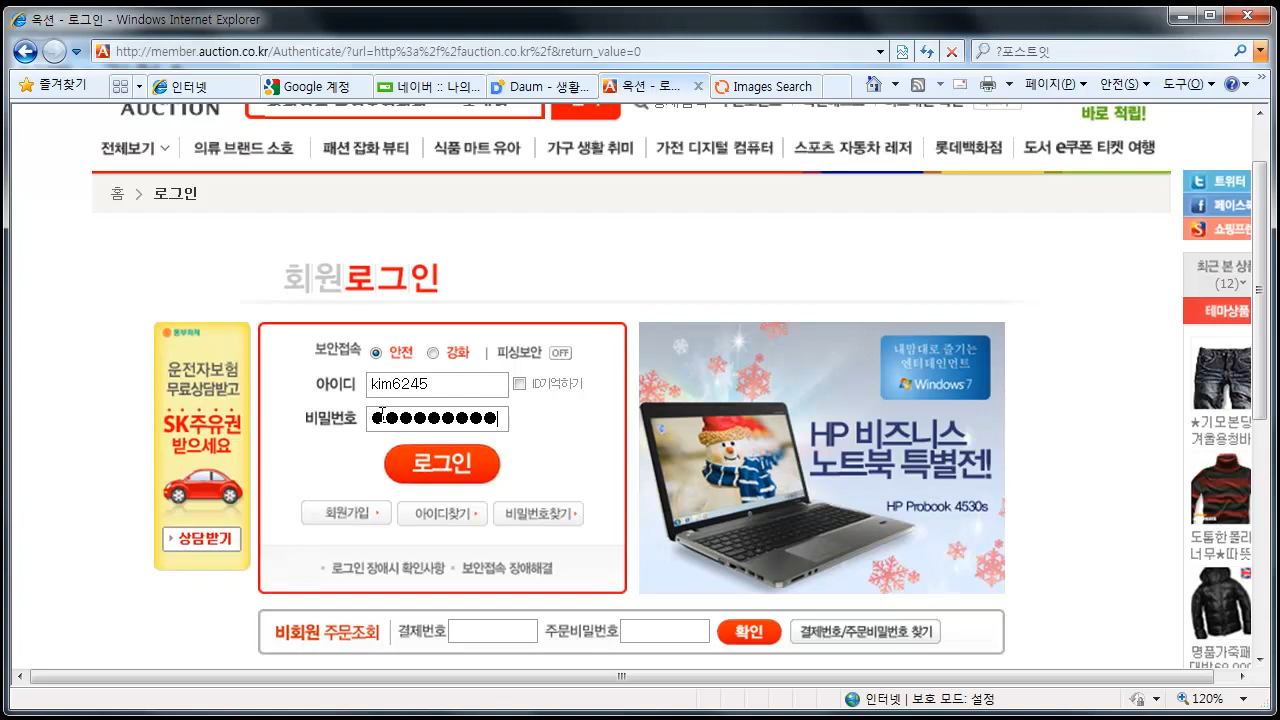 옥션 - 로그인 - Windows Internet Explorer
http://member.auction.co.kr/Authenticate/?url=http%3a%2f%2fauction.co.kr%2f&return_value=0
?포스트잇
즐겨찾기
인터넷
Google 계정
네이버 :: 나의...
Daum - 생활...
옥션 - 로...
Images Search
페이지(P)
안전(S)
도구(O)
AUCTION
바로 적립!
전체보기
의류 브랜드 소호
패션 잡화 뷰티
식품 마트 유아
가구 생활 취미
가전 디지털 컴퓨터
스포츠 자동차 레저
롯데백화점
도서 e쿠폰 티켓 여행
홈 > 로그인
트위터
페이스북
쇼핑프런
최근 본 상품
(12)
테마상품
회원로그인
동부화재
운전자보험
무료상담받고
SK주유권
받으세요
상담받기
보안접속 안전 강화 | 피싱보안 OFF
아이디 kim6245 ID기억하기
비밀번호 ●●●●●●●●●
로그인
회원가입
아이디찾기
비밀번호찾기
로그인 장애시 확인사항
보안접속 장애해결
내맘대로 즐기는
엔터테인먼트
Windows 7
HP 비즈니스
노트북 특별전!
HP Probook 4530s
★기모본딩
겨울용청바
도톰한폴리
너무★따뜻
명품가죽패
대박69,000
비회원 주문조회 결제번호 주문비밀번호 확인 결제번호/주문비밀번호 찾기
인터넷 | 보호 모드: 설정
120%